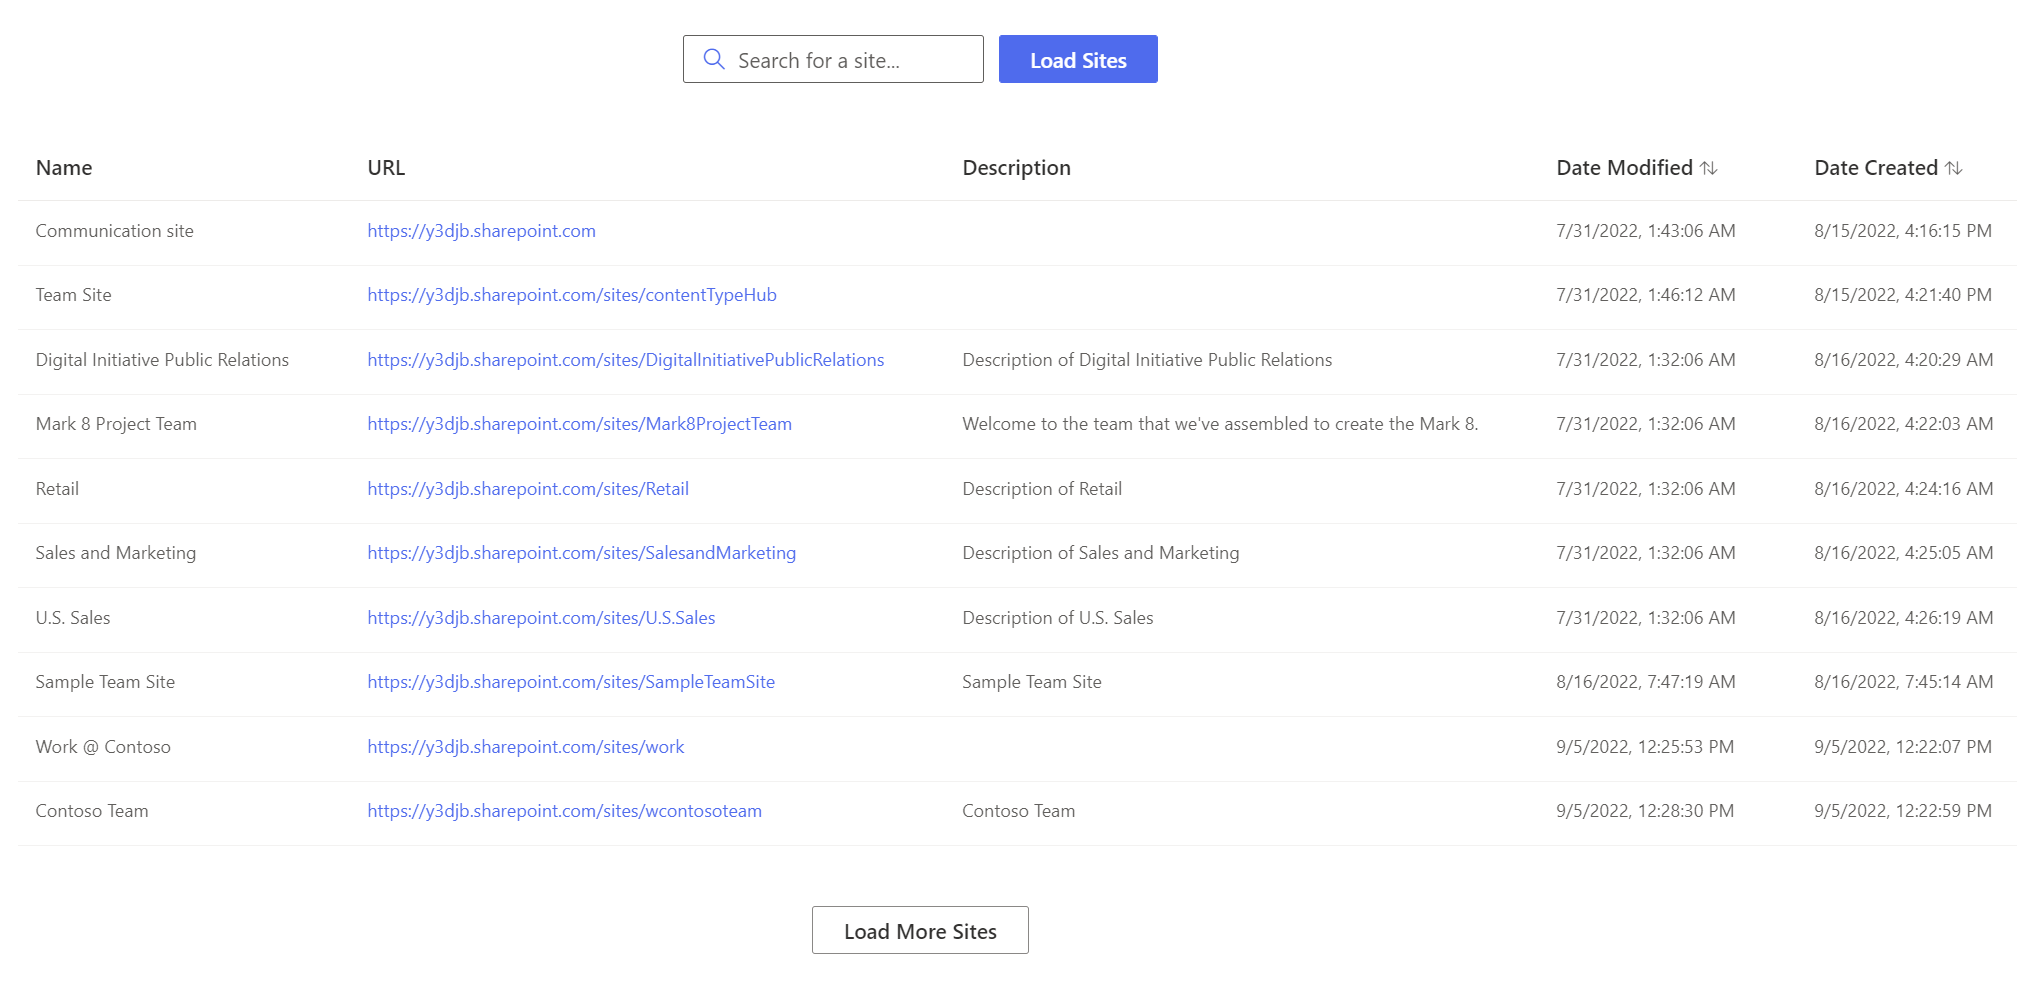 Search for a site...
Load Sites
Name URL Description Date Modified Date Created
Communication site https://y3djb.sharepoint.com 7/31/2022, 1:43:06 AM 8/15/2022, 4:16:15 PM
Team Site https://y3djb.sharepoint.com/sites/contentTypeHub 7/31/2022, 1:46:12 AM 8/15/2022, 4:21:40 PM
Digital Initiative Public Relations https://y3djb.sharepoint.com/sites/DigitalInitiativePublicRelations Description of Digital Initiative Public Relations 7/31/2022, 1:32:06 AM 8/16/2022, 4:20:29 AM
Mark 8 Project Team https://y3djb.sharepoint.com/sites/Mark8ProjectTeam Welcome to the team that we've assembled to create the Mark 8. 7/31/2022, 1:32:06 AM 8/16/2022, 4:22:03 AM
Retail https://y3djb.sharepoint.com/sites/Retail Description of Retail 7/31/2022, 1:32:06 AM 8/16/2022, 4:24:16 AM
Sales and Marketing https://y3djb.sharepoint.com/sites/SalesandMarketing Description of Sales and Marketing 7/31/2022, 1:32:06 AM 8/16/2022, 4:25:05 AM
U.S. Sales https://y3djb.sharepoint.com/sites/U.S.Sales Description of U.S. Sales 7/31/2022, 1:32:06 AM 8/16/2022, 4:26:19 AM
Sample Team Site https://y3djb.sharepoint.com/sites/SampleTeamSite Sample Team Site 8/16/2022, 7:47:19 AM 8/16/2022, 7:45:14 AM
Work @ Contoso https://y3djb.sharepoint.com/sites/work 9/5/2022, 12:25:53 PM 9/5/2022, 12:22:07 PM
Contoso Team https://y3djb.sharepoint.com/sites/wcontosoteam Contoso Team 9/5/2022, 12:28:30 PM 9/5/2022, 12:22:59 PM
Load More Sites